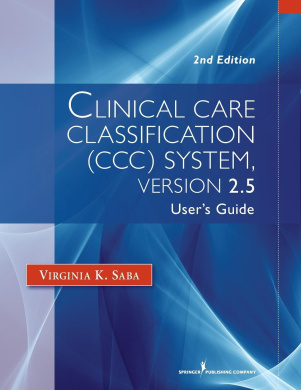 2nd Edition
CLINICAL CARE
CLASSIFICATION
(CCC) SYSTEM,
VERSION 2.5
User's Guide
VIRGINIA K. SABA
SPRINGER PUBLISHING COMPANY